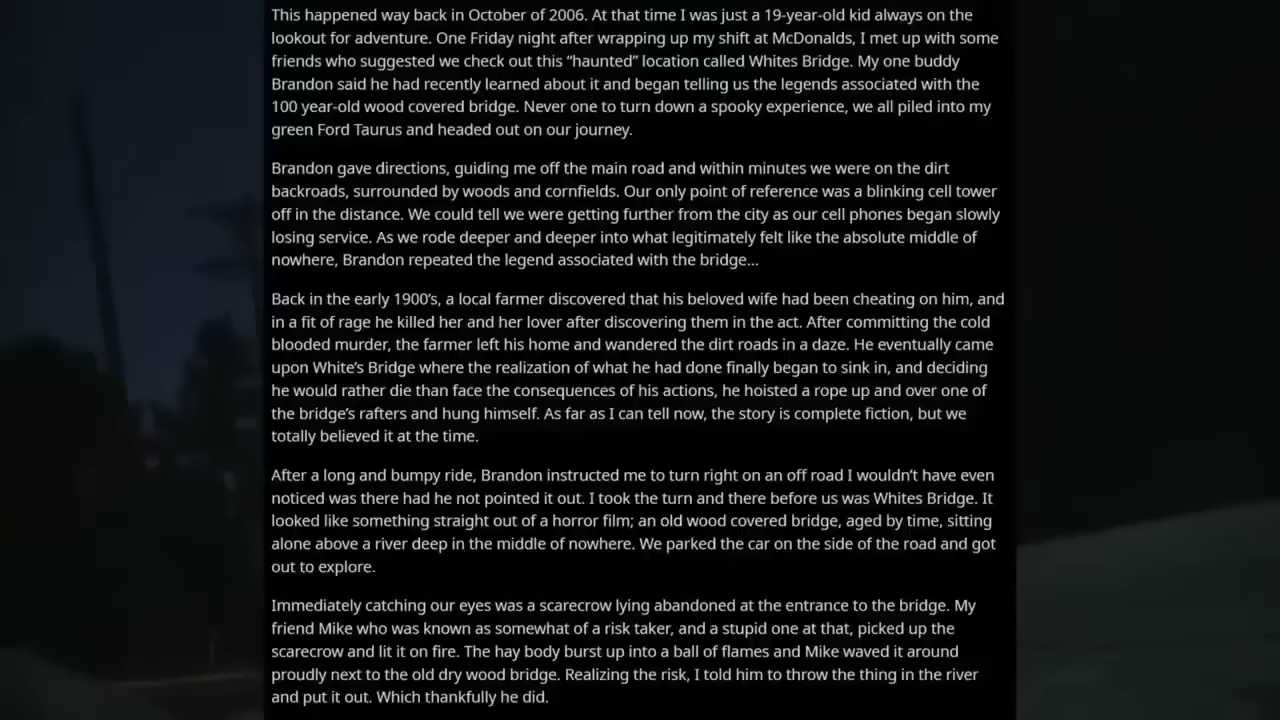 This happened way back in October of 2006. At that time I was just a 19-year-old kid always on the
lookout for adventure. One Friday night after wrapping up my shift at McDonalds, I met up with some
friends who suggested we check out this “haunted” location called Whites Bridge. My one buddy
Brandon said he had recently learned about it and began telling us the legends associated with the
100 year-old wood covered bridge. Never one to turn down a spooky experience, we all piled into my
green Ford Taurus and headed out on our journey.
Brandon gave directions, guiding me off the main road and within minutes we were on the dirt
backroads, surrounded by woods and cornfields. Our only point of reference was a blinking cell tower
off in the distance. We could tell we were getting further from the city as our cell phones began slowly
losing service. As we rode deeper and deeper into what legitimately felt like the absolute middle of
nowhere, Brandon repeated the legend associated with the bridge...
Back in the early 1900’s, a local farmer discovered that his beloved wife had been cheating on him, and
in a fit of rage he killed her and her lover after discovering them in the act. After committing the cold
blooded murder, the farmer left his home and wandered the dirt roads in a daze. He eventually came
upon White’s Bridge where the realization of what he had done finally began to sink in, and deciding
he would rather die than face the consequences of his actions, he hoisted a rope up and over one of
the bridge’s rafters and hung himself. As far as I can tell now, the story is complete fiction, but we
totally believed it at the time.
After a long and bumpy ride, Brandon instructed me to turn right on an off road I wouldn’t have even
noticed was there had he not pointed it out. I took the turn and there before us was Whites Bridge. It
looked like something straight out of a horror film; an old wood covered bridge, aged by time, sitting
alone above a river deep in the middle of nowhere. We parked the car on the side of the road and got
out to explore.
Immediately catching our eyes was a scarecrow lying abandoned at the entrance to the bridge. My
friend Mike who was known as somewhat of a risk taker, and a stupid one at that, picked up the
scarecrow and lit it on fire. The hay body burst up into a ball of flames and Mike waved it around
proudly next to the old dry wood bridge. Realizing the risk, I told him to throw the thing in the river
and put it out. Which thankfully he did.